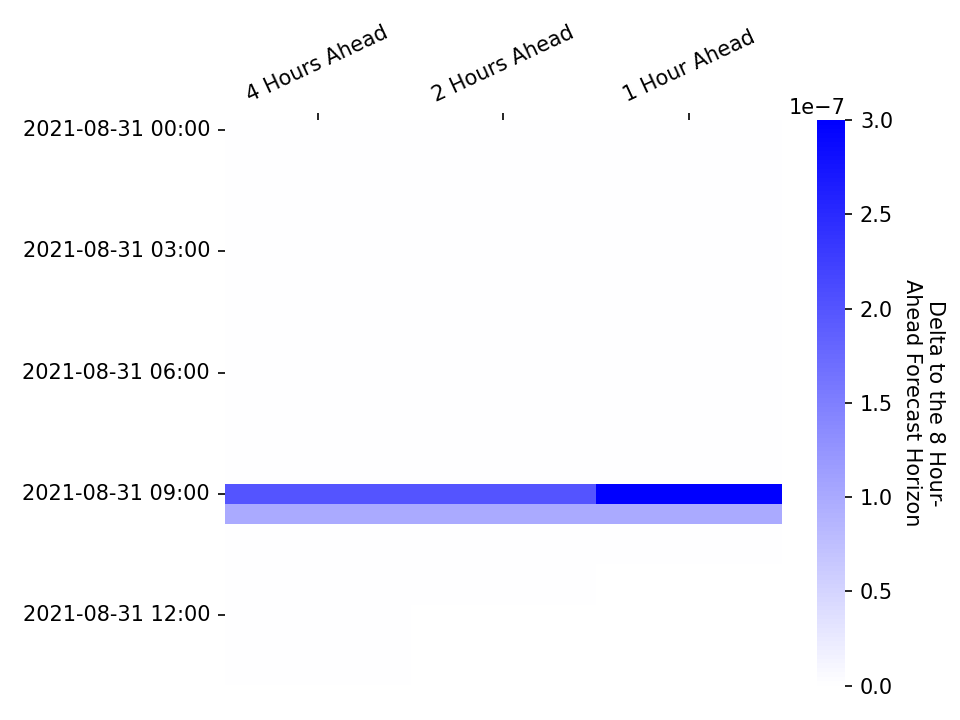 4 Hours Ahead
2 Hours Ahead
1 Hour Ahead
2021-08-31 00:00
2021-08-31 03:00
2021-08-31 06:00
2021-08-31 09:00
2021-08-31 12:00
1e−7
3.0
2.5
2.0
1.5
1.0
0.5
0.0
Delta to the 8 Hour-
Ahead Forecast Horizon